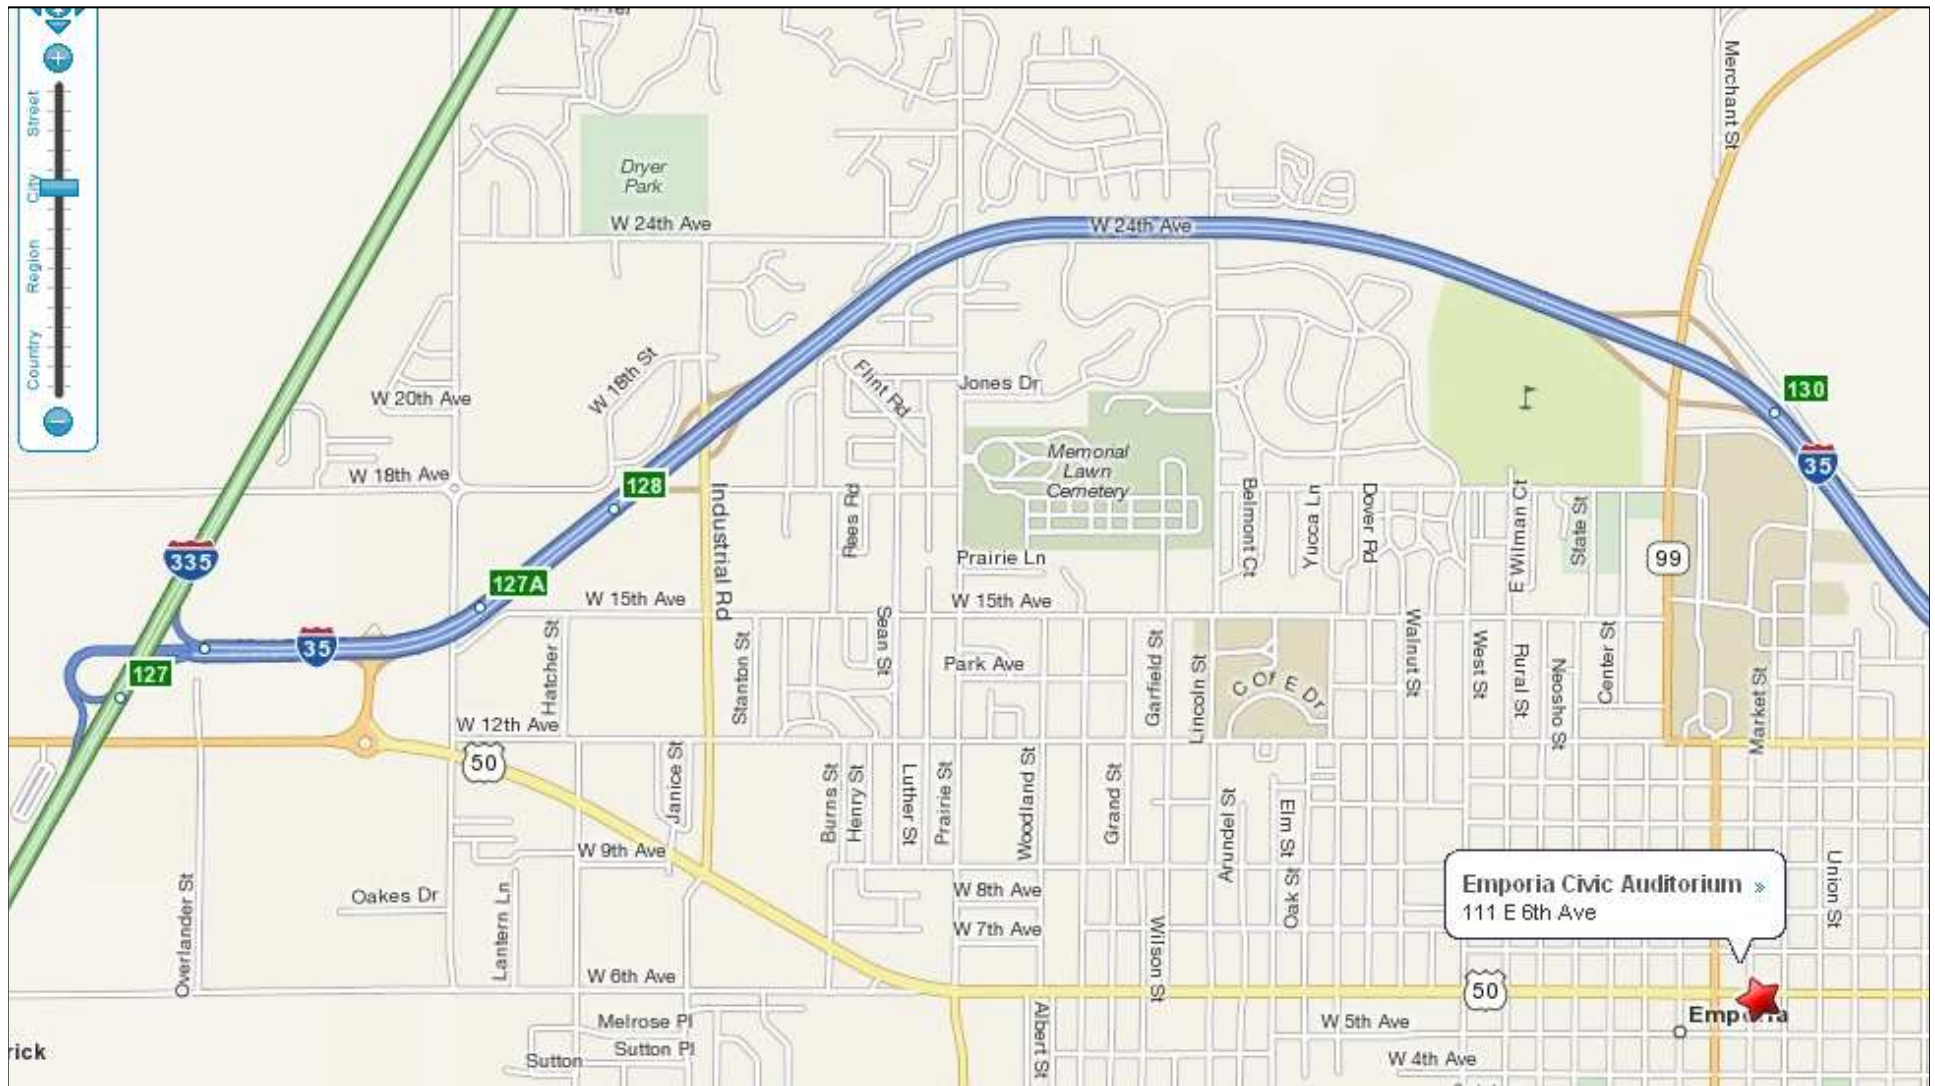 Merchant St
Street
City
Region
Country
Dryer
Park
W 24th Ave
W 24th Ave
W 18th St
Flint Rd
Jones Dr
130
W 20th Ave
35
W 18th Ave
128
Memorial
Lawn
Cemetery
Industrial Rd
Rees Rd
Belmont Ct
Yucca Ln
Dover Rd
E Wilman Ct
State St
99
335
127A
Prairie Ln
W 15th Ave
W 15th Ave
35
127
Hatcher St
Stanton St
Sean St
Park Ave
Garfield St
Lincoln St
C Of E Dr
Walnut St
West St
Rural St
Neosho St
Center St
Market St
W 12th Ave
50
Janice St
Burns St
Henry St
Luther St
Prairie St
Woodland St
Grand St
Arundel St
Elm St
Oak St
Union St
W 9th Ave
Emporia Civic Auditorium »
111 E 6th Ave
Overlander St
Oakes Dr
Lantern Ln
W 8th Ave
W 7th Ave
Wilson St
W 6th Ave
50
Emporia
Melrose Pl
Sutton Pl
Sutton
Albert St
W 5th Ave
W 4th Ave
rick